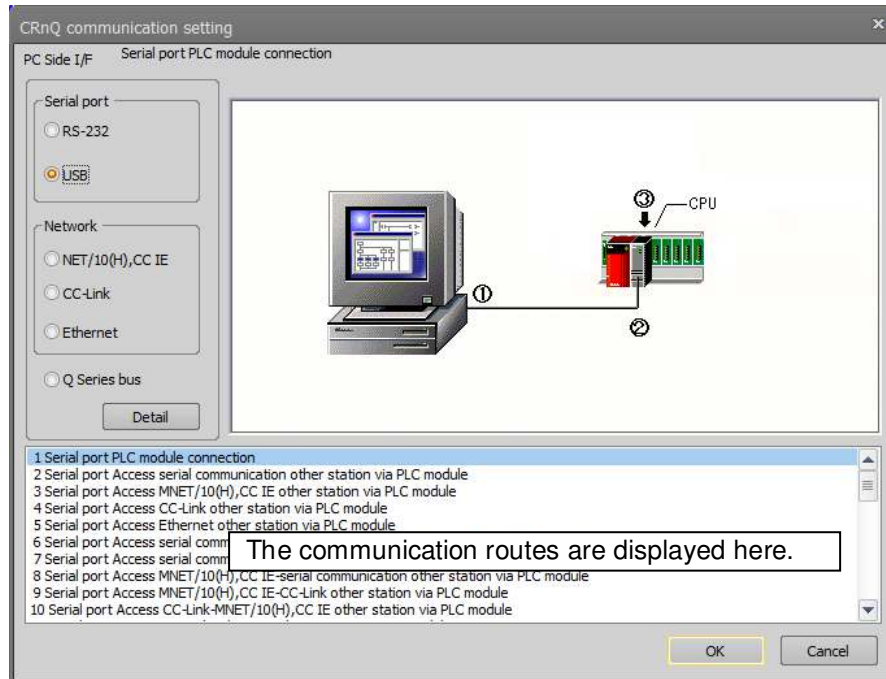 CRnQ communication setting
PC Side I/F Serial port PLC module connection
Serial port
RS-232
USB
Network
NET/10(H),CC IE
CC-Link
Ethernet
Q Series bus
Detail
①
②
③
CPU
1 Serial port PLC module connection
2 Serial port Access serial communication other station via PLC module
3 Serial port Access MNET/10(H),CC IE other station via PLC module
4 Serial port Access CC-Link other station via PLC module
5 Serial port Access Ethernet other station via PLC module
6 Serial port Access serial comm
7 Serial port Access serial comm
The communication routes are displayed here.
8 Serial port Access MNET/10(H),CC IE-serial communication other station via PLC module
9 Serial port Access MNET/10(H),CC IE-CC-Link other station via PLC module
10 Serial port Access CC-Link-MNET/10(H),CC IE other station via PLC module
OK
Cancel